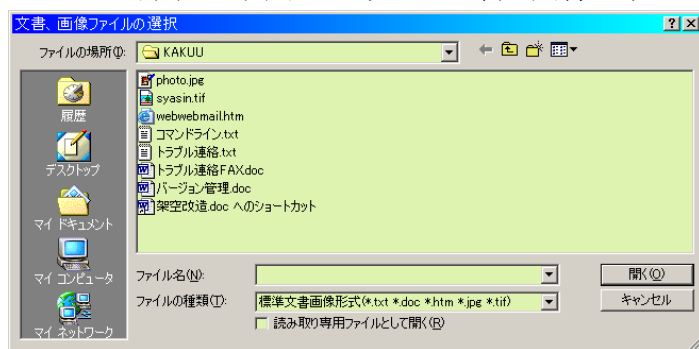 文書、画像ファイルの選択
ファイルの場所(I):
KAKUU
履歴
デスクトップ
マイ ドキュメント
マイ コンピュータ
マイ ネットワーク
photo.jpg
syasin.tif
webwebmail.htm
コマンドライン.txt
トラブル連絡.txt
トラブル連絡FAX.doc
バージョン管理.doc
架空改造.doc へのショートカット
ファイル名(N):
開く(O)
ファイルの種類(T):
標準文書画像形式(*.txt *.doc *.htm *.jpg *.tif)
キャンセル
読み取り専用ファイルとして開く(R)